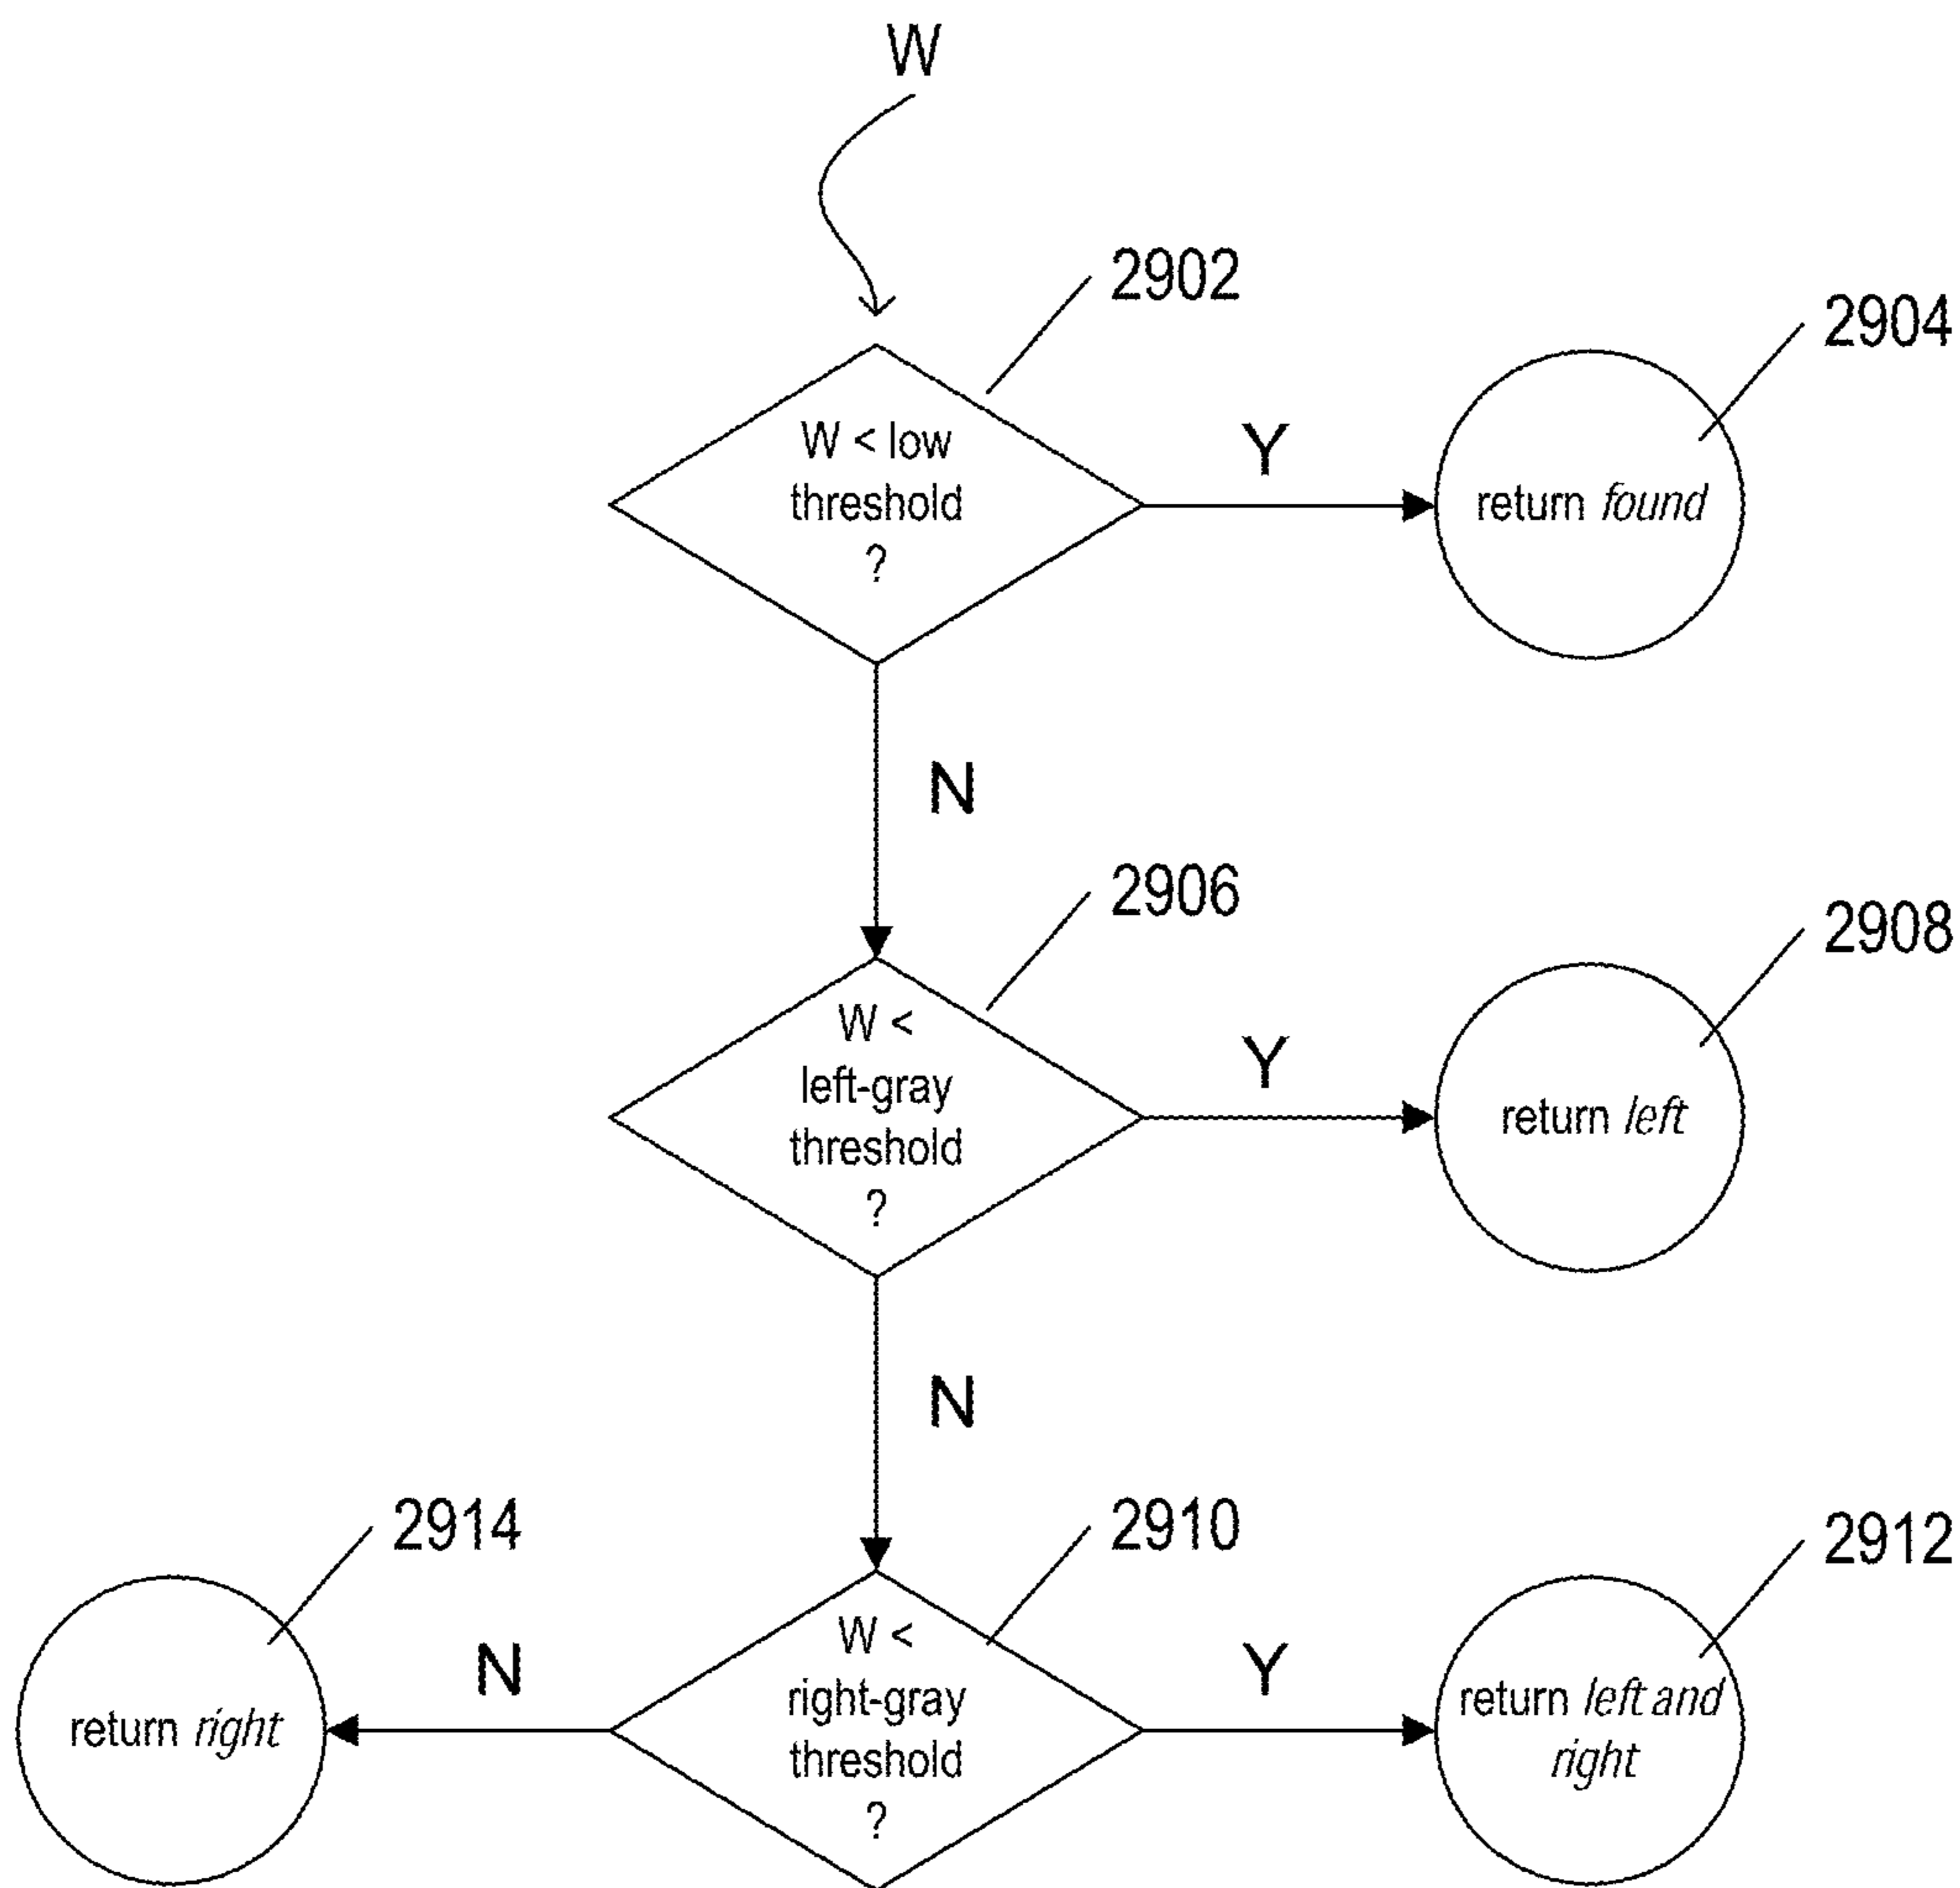 W
2902
2904
W < low
threshold
?
Y
return found
N
2906
2908
W <
left-gray
threshold
?
Y
return left
N
2914
2910
2912
return right
N
W <
right-gray
threshold
?
Y
return left and
right